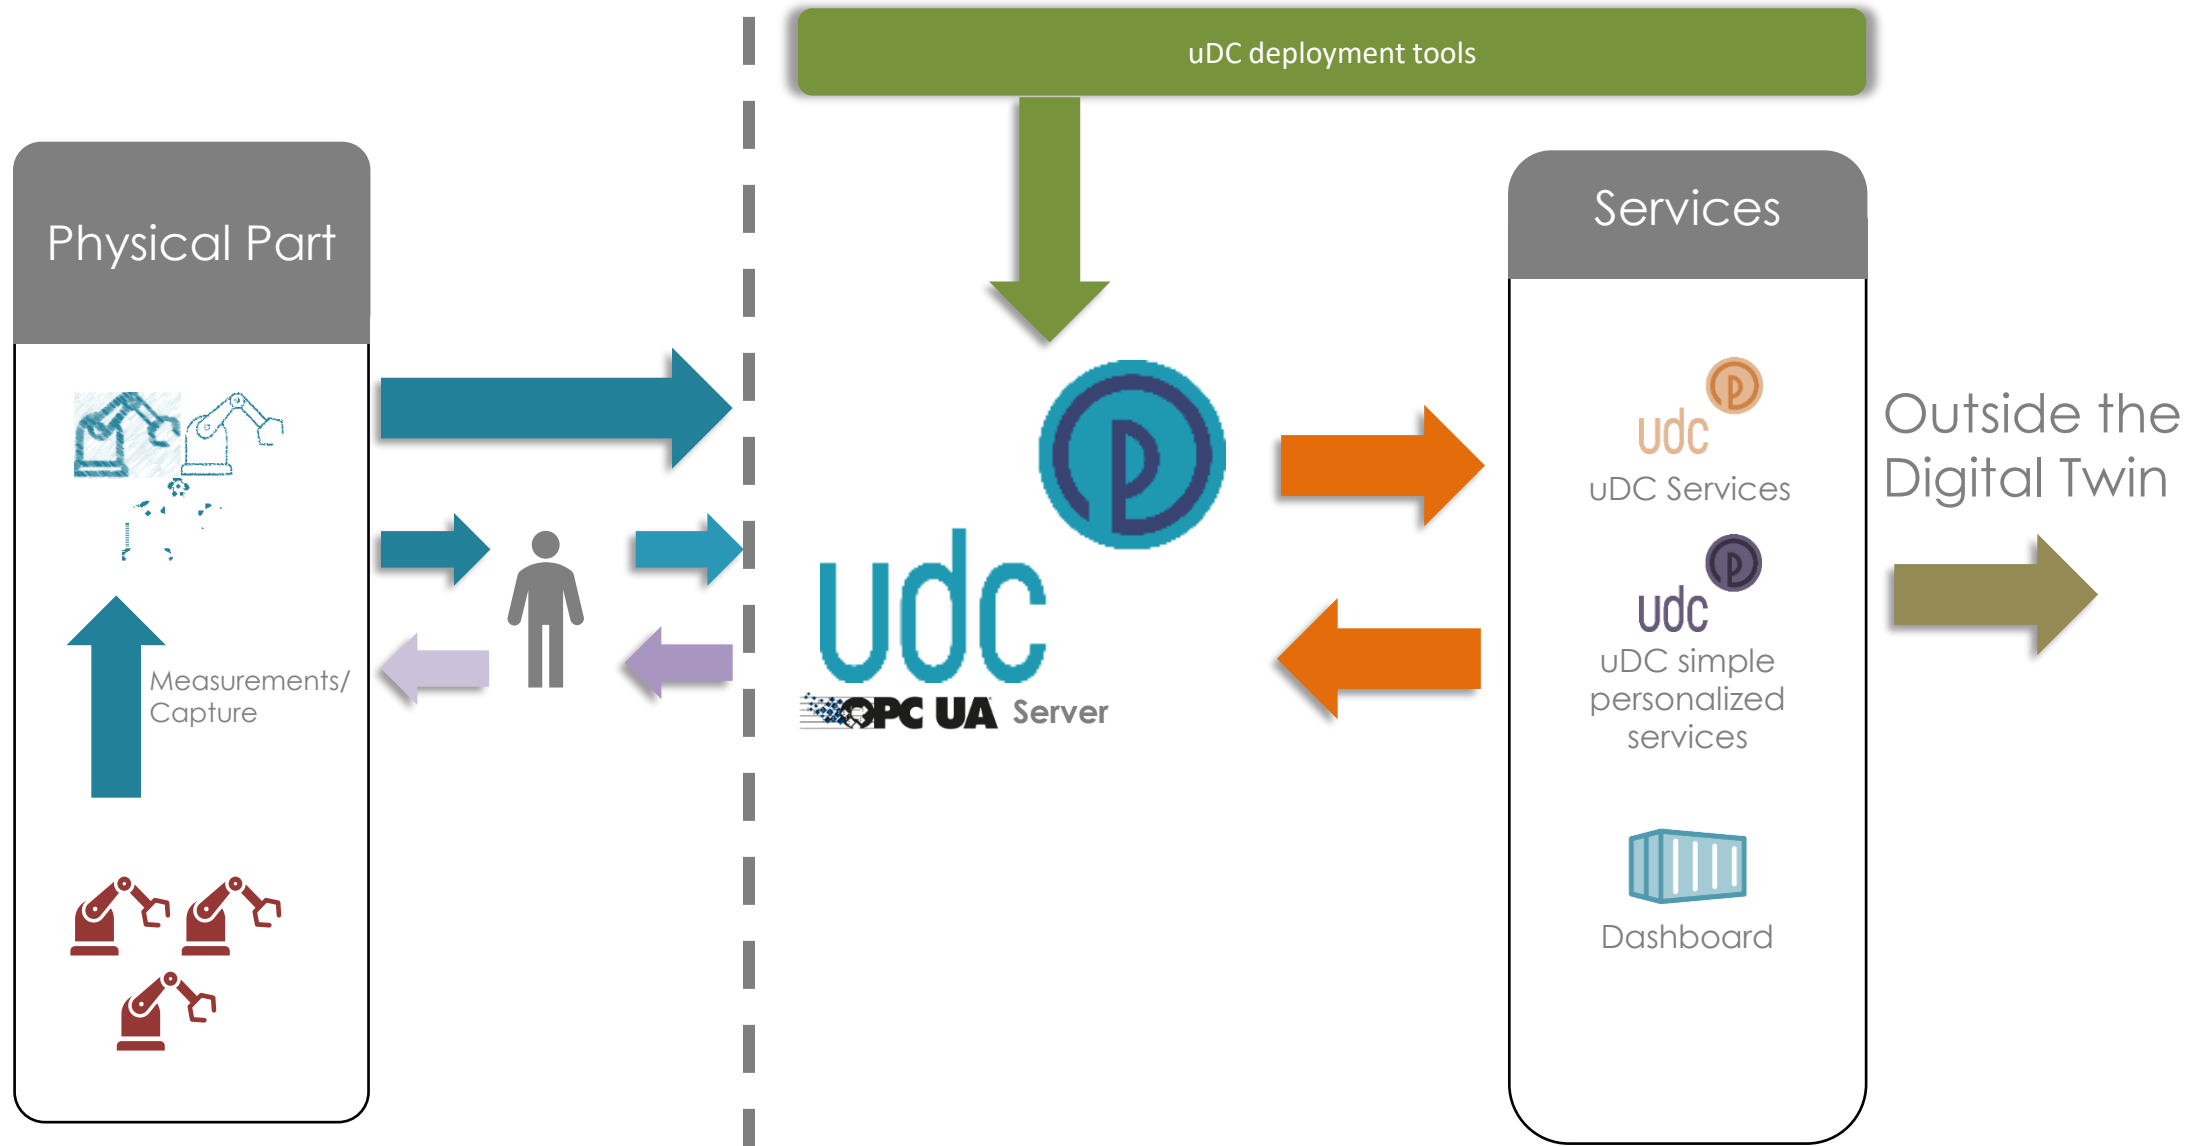 uDC deployment tools
Physical Part
Services
Measurements/
Capture
udc
OPC UA Server
udc
uDC Services
udc
uDC simple
personalized
services
Dashboard
Outside the
Digital Twin